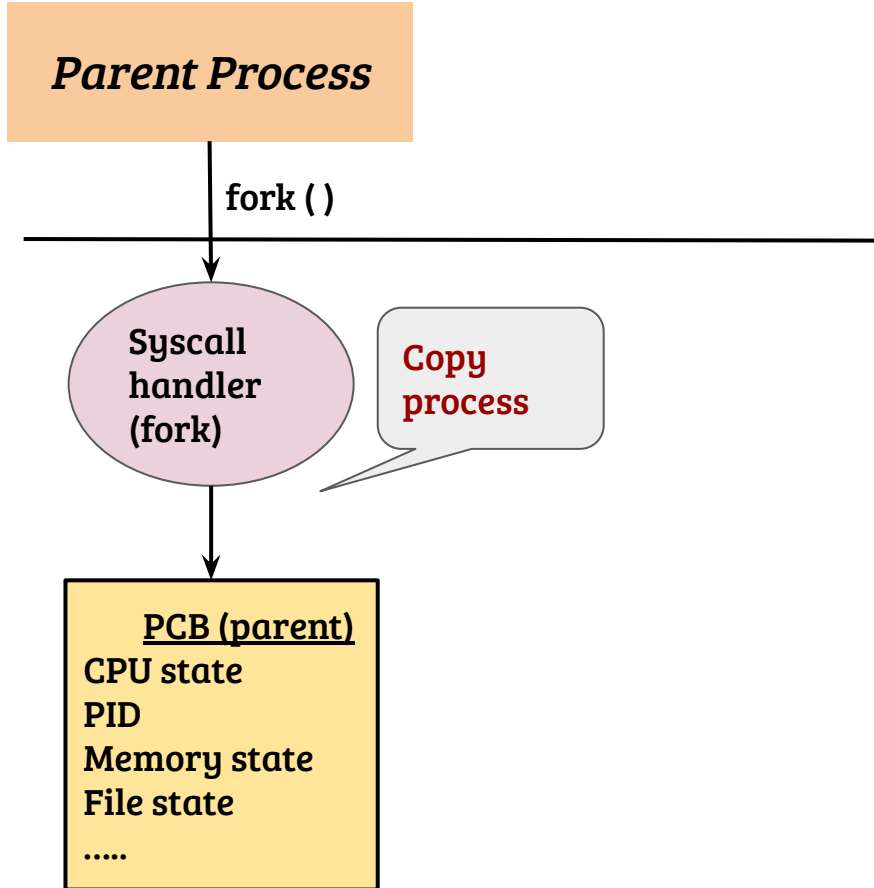 Parent Process
fork ( )
Syscall
handler
(fork)
Copy
process
PCB (parent)
CPU state
PID
Memory state
File state
.....